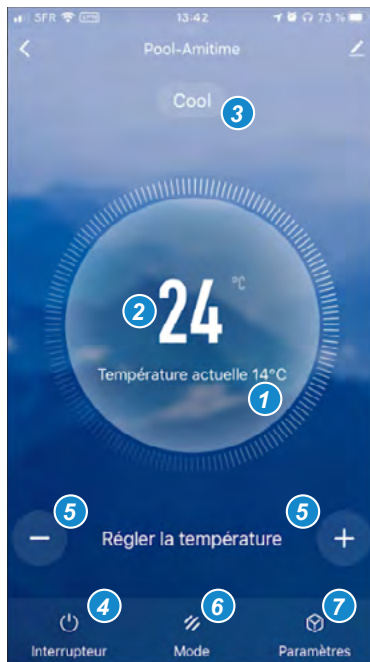 SFR VPN 13:42 73 %
Pool-Amitime
Cool
3
24 °C
2
Température actuelle 14°C
1
5 5
− Régler la température +
4 6 7
Interrupteur Mode Paramètres